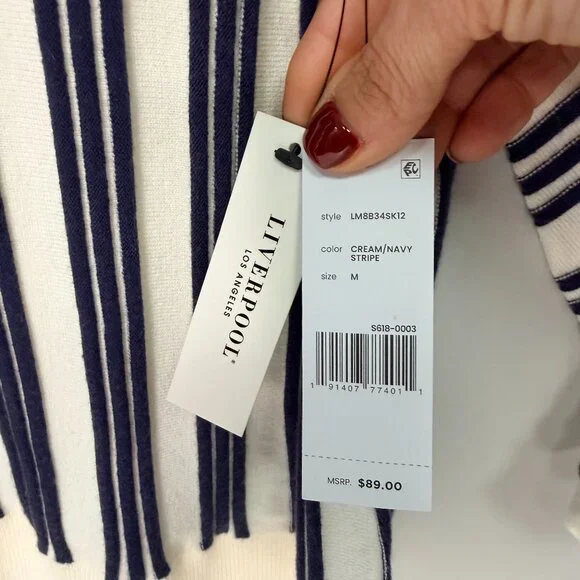 LIVERPOOL®
LOS ANGELES
style LM8B34SK12
color CREAM/NAVY
STRIPE
size M
S618-0003
1 91407 77401 1
MSRP. $89.00